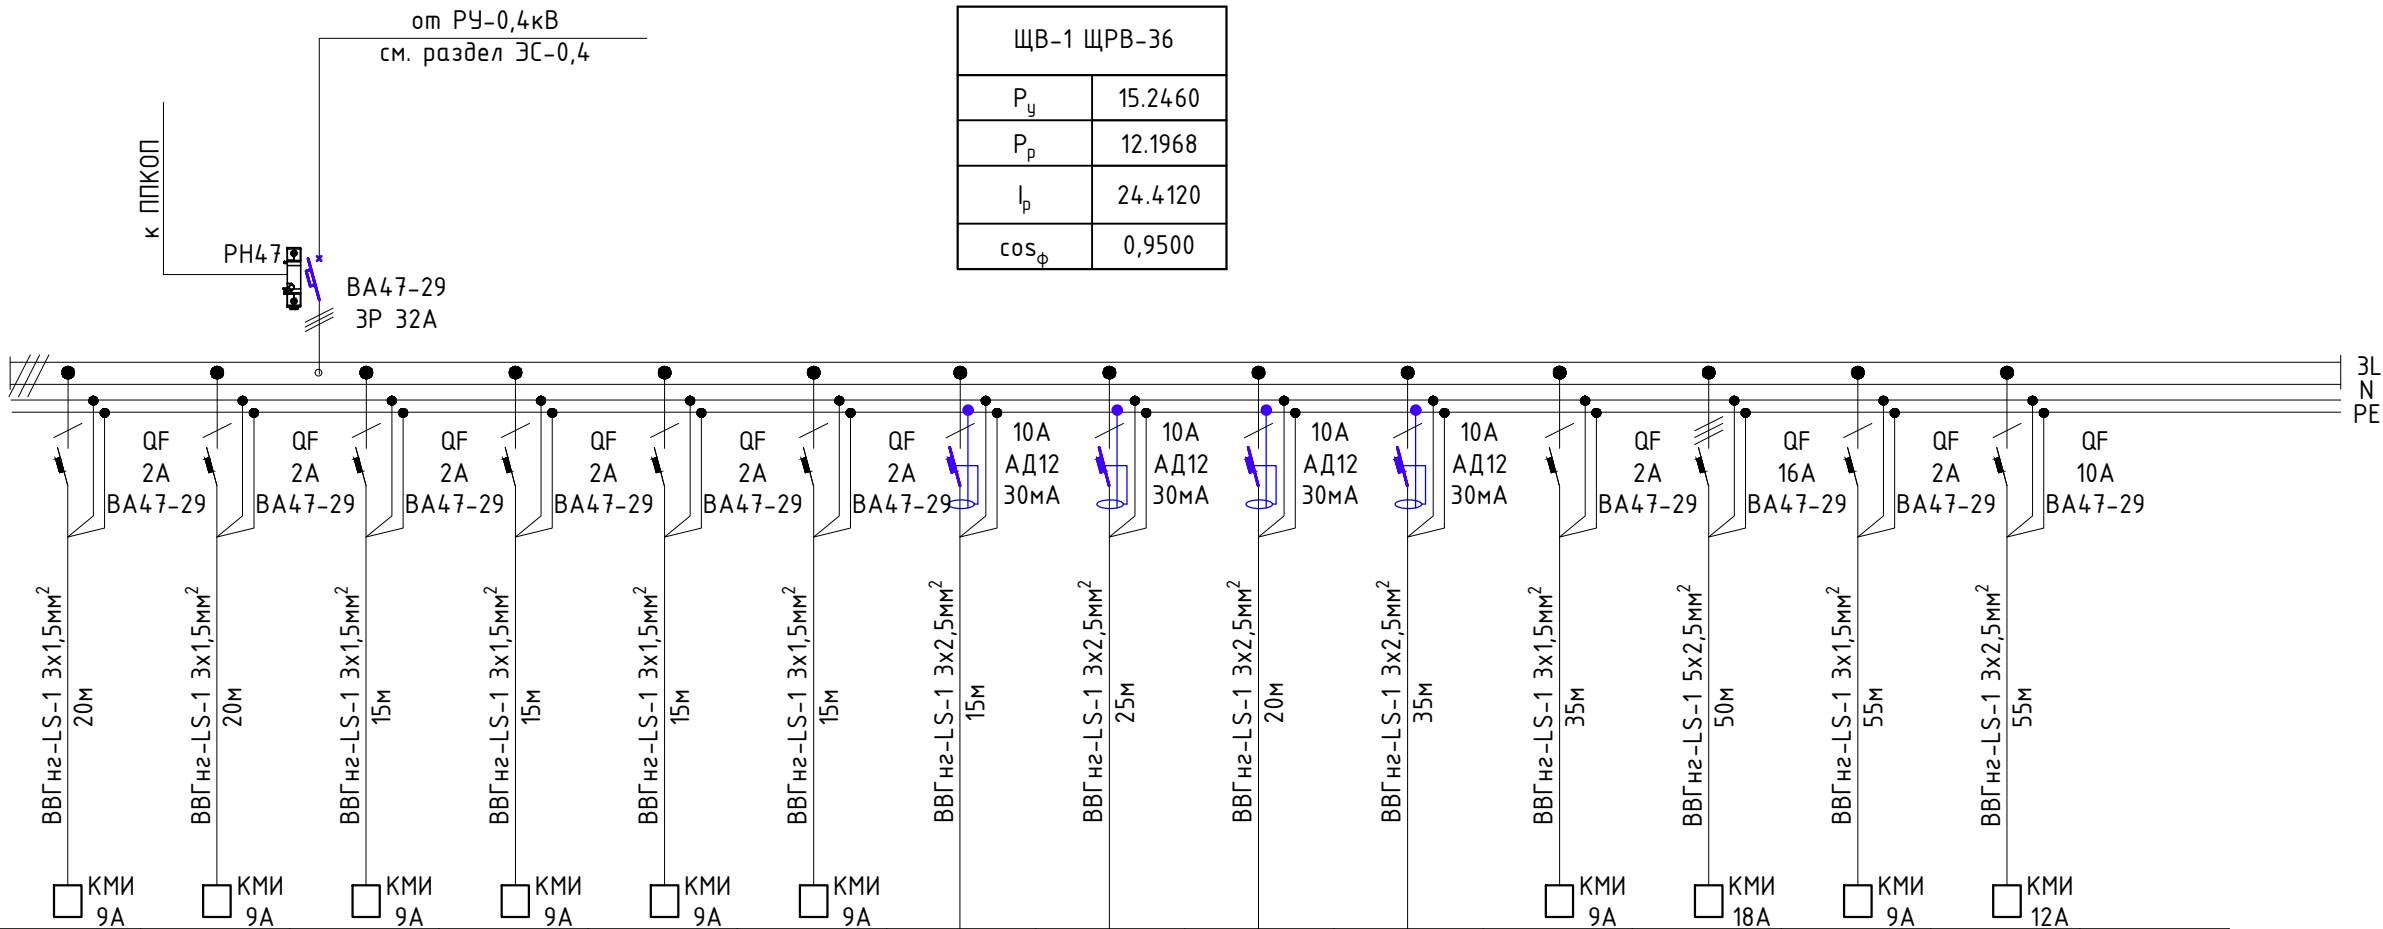 от РУ-0,4кВ
см. раздел ЭС-0,4
ЩВ-1 ЩРВ-36
Pу 15.2460
Pр 12.1968
Iр 24.4120
cosф 0,9500
к ППКОП
РН47
ВА47-29
3P 32А
3L
N
PE
QF
2А
ВА47-29
QF
2А
ВА47-29
QF
2А
ВА47-29
QF
2А
ВА47-29
QF
2А
ВА47-29
QF
2А
ВА47-29
10А
АД12
30мА
10А
АД12
30мА
10А
АД12
30мА
10А
АД12
30мА
QF
2А
ВА47-29
QF
16А
ВА47-29
QF
2А
ВА47-29
QF
10А
ВА47-29
ВВГнг-LS-1 3х1,5мм²
20м
ВВГнг-LS-1 3х1,5мм²
20м
ВВГнг-LS-1 3х1,5мм²
15м
ВВГнг-LS-1 3х1,5мм²
15м
ВВГнг-LS-1 3х1,5мм²
15м
ВВГнг-LS-1 3х1,5мм²
15м
ВВГнг-LS-1 3х2,5мм²
15м
ВВГнг-LS-1 3х2,5мм²
25м
ВВГнг-LS-1 3х2,5мм²
20м
ВВГнг-LS-1 3х2,5мм²
35м
ВВГнг-LS-1 3х1,5мм²
35м
ВВГнг-LS-1 5х2,5мм²
50м
ВВГнг-LS-1 3х1,5мм²
55м
ВВГнг-LS-1 3х2,5мм²
55м
КМИ
9А
КМИ
9А
КМИ
9А
КМИ
9А
КМИ
9А
КМИ
9А
КМИ
9А
КМИ
18А
КМИ
9А
КМИ
12А